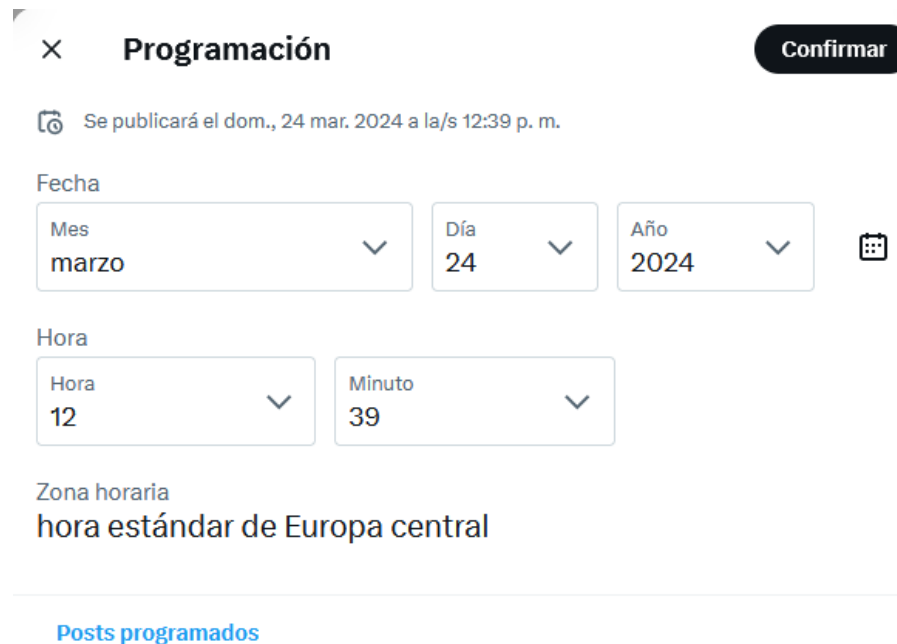 Programación
Confirmar
Se publicará el dom., 24 mar. 2024 a la/s 12:39 p. m.
Fecha
Mes
marzo
Día
24
Año
2024
Hora
Hora
12
Minuto
39
Zona horaria
hora estándar de Europa central
Posts programados